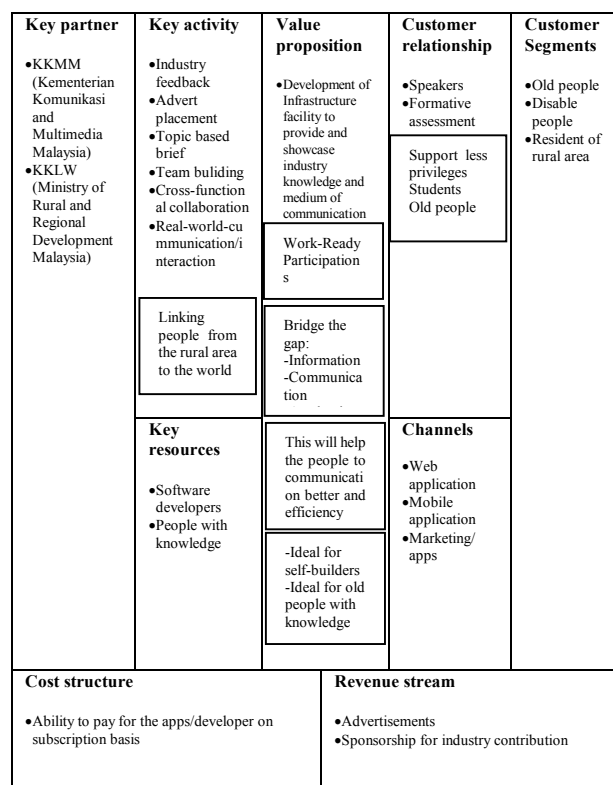 Key partner
•KKMM
(Kementerian
Komunikasi
and
Multimedia
Malaysia)
•KKLW
(Ministry of
Rural and
Regional
Development
Malaysia)
Key activity
•Industry
feedback
•Advert
placement
•Topic based
brief
•Team buliding
•Cross-function
al collaboration
•Real-world-cu
mmunication/i
nteraction
Linking
people from
the rural area
to the world
Key
resources
•Software
developers
•People with
knowledge
Value
proposition
•Development of
Infrastructure
facility to
provide and
showcase
industry
knowledge and
medium of
communication
Work-Ready
Participation
s
Bridge the
gap:
-Information
-Communica
tion
This will help
the people to
communicati
on better and
efficiency
-Ideal for
self-builders
-Ideal for old
people with
knowledge
Customer
relationship
•Speakers
•Formative
assessment
Support less
privileges
Students
Old people
Channels
•Web
application
•Mobile
application
•Marketing/
apps
Customer
Segments
•Old people
•Disable
people
•Resident of
rural area
Cost structure
•Ability to pay for the apps/developer on
subscription basis
Revenue stream
•Advertisements
•Sponsorship for industry contribution